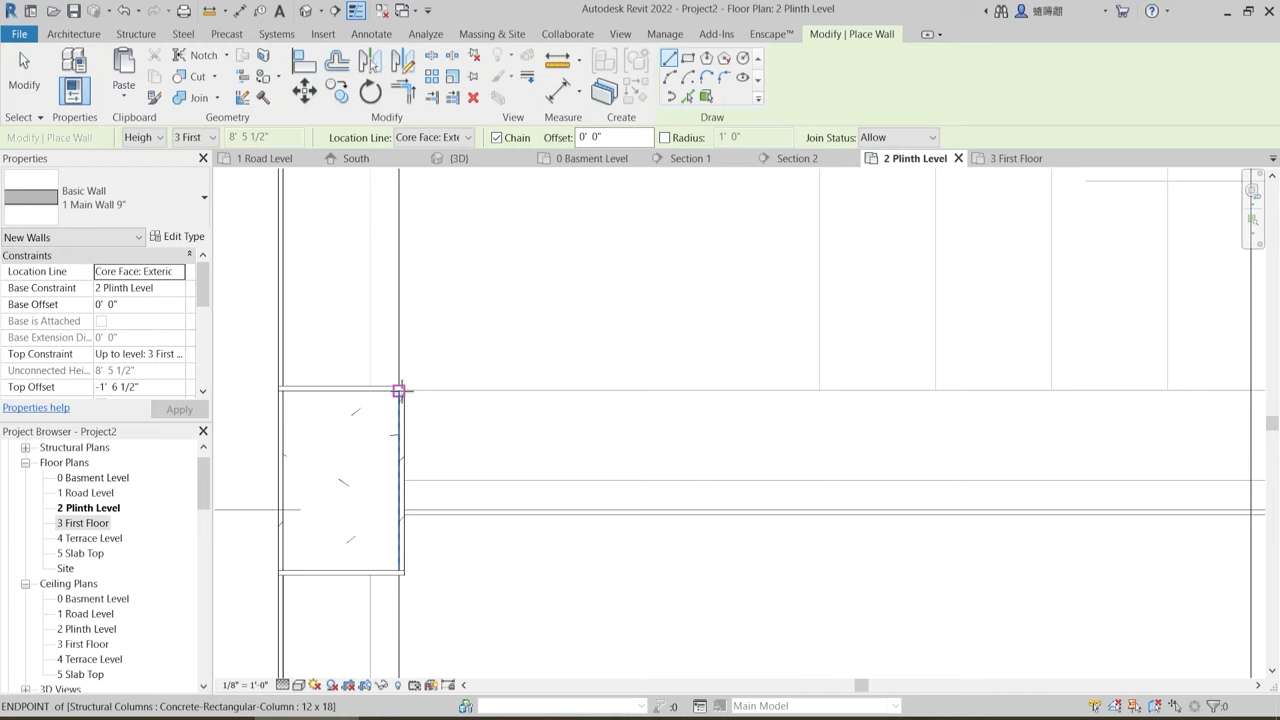 Autodesk Revit 2022 - Project2 - Floor Plan: 2 Plinth Level
File Architecture Structure Steel Precast Systems Insert Annotate Analyze Massing & Site Collaborate View Manage Add-Ins Enscape™ Modify | Place Wall
Notch
Cut
Join
Modify Paste
Select Properties Clipboard Geometry Modify View Measure Create Draw
Modify | Place Wall Heigh 3 First 8' 5 1/2" Location Line: Core Face: Exte Chain Offset: 0' 0" Radius: 1' 0" Join Status: Allow
Properties 1 Road Level South {3D} 0 Basment Level Section 1 Section 2 2 Plinth Level 3 First Floor
Basic Wall
1 Main Wall 9"
New Walls Edit Type
Constraints
Location Line Core Face: Exteric
Base Constraint 2 Plinth Level
Base Offset 0' 0"
Base is Attached
Base Extension Di...
0' 0"
Top Constraint Up to level: 3 First ...
Unconnected Hei... 8' 5 1/2"
Top Offset -1' 6 1/2"
Properties help Apply
Project Browser - Project2
Structural Plans
Floor Plans
0 Basment Level
1 Road Level
2 Plinth Level
3 First Floor
4 Terrace Level
5 Slab Top
Site
Ceiling Plans
0 Basment Level
1 Road Level
2 Plinth Level
3 First Floor
4 Terrace Level
5 Slab Top
3D Views
1/8" = 1'-0"
ENDPOINT of [Structural Columns : Concrete-Rectangular-Column : 12 x 18] :0 Main Model :0